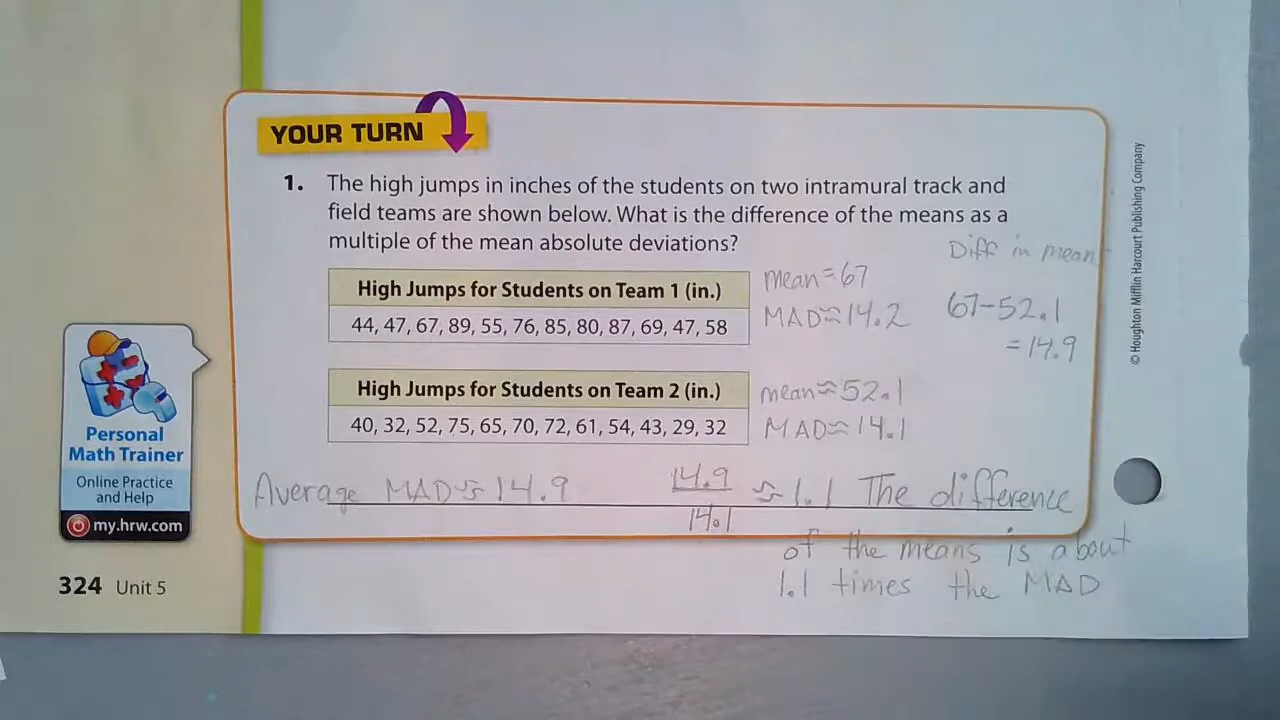 YOUR TURN
1. The high jumps in inches of the students on two intramural track and
field teams are shown below. What is the difference of the means as a
multiple of the mean absolute deviations?
Diff in mean
High Jumps for Students on Team 1 (in.)
44, 47, 67, 89, 55, 76, 85, 80, 87, 69, 47, 58
mean = 67
MAD ≈ 14.2
67-52.1
= 14.9
High Jumps for Students on Team 2 (in.)
40, 32, 52, 75, 65, 70, 72, 61, 54, 43, 29, 32
mean ≈ 52.1
MAD ≈ 14.1
Average MAD ≈ 14.9
14.9
14.1
≈ 1.1 The difference
of the means is about
1.1 times the MAD
Personal
Math Trainer
Online Practice
and Help
my.hrw.com
324 Unit 5
© Houghton Mifflin Harcourt Publishing Company